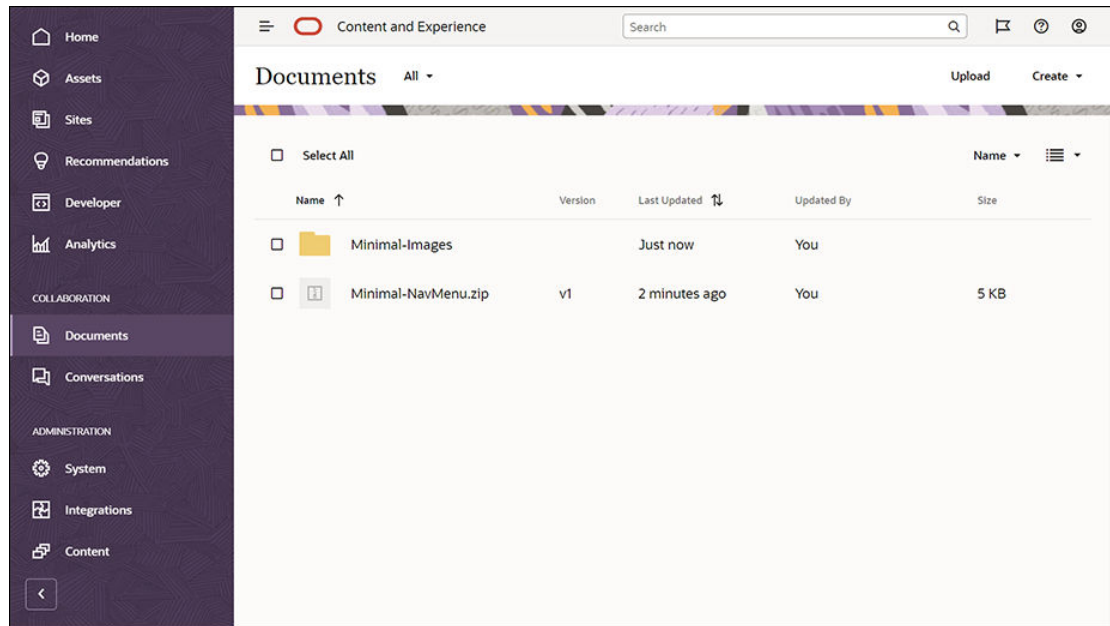 Home
Assets
Sites
Recommendations
Developer
Analytics
COLLABORATION
Documents
Conversations
ADMINISTRATION
System
Integrations
Content
Content and Experience
Search
Documents All
Upload Create
Select All
Name
Name Version Last Updated Updated By Size
Minimal-Images Just now You
Minimal-NavMenu.zip v1 2 minutes ago You 5 KB